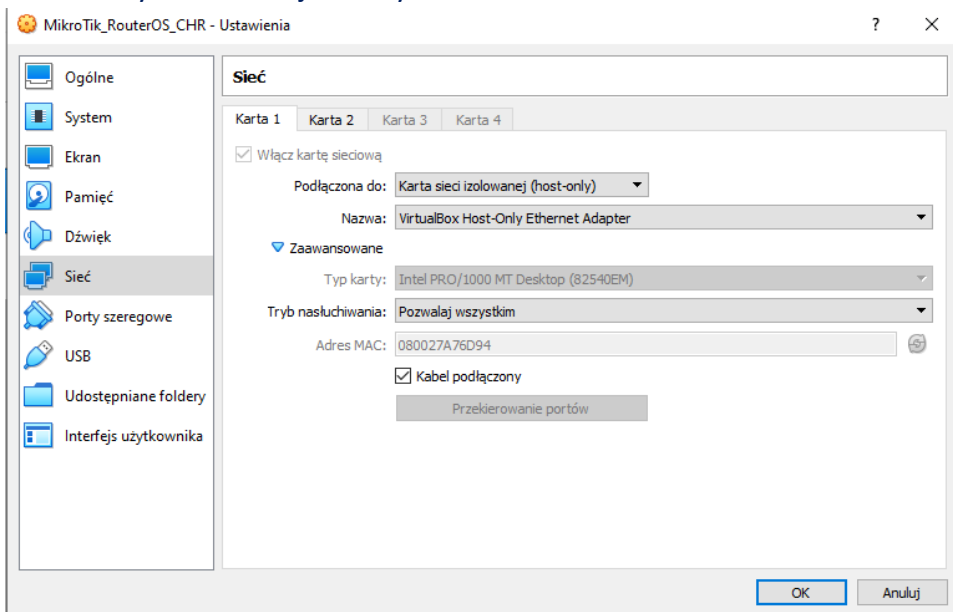 MikroTik_RouterOS_CHR - Ustawienia
Ogólne
System
Ekran
Pamięć
Dźwięk
Sieć
Porty szeregowe
USB
Udostępniane foldery
Interfejs użytkownika
Sieć
Karta 1 Karta 2 Karta 3 Karta 4
Włącz kartę sieciową
Podłączona do: Karta sieci izolowanej (host-only)
Nazwa: VirtualBox Host-Only Ethernet Adapter
Zaawansowane
Typ karty: Intel PRO/1000 MT Desktop (82540EM)
Tryb nasłuchiwania: Pozwalaj wszystkim
Adres MAC: 080027A76D94
Kabel podłączony
Przekierowanie portów
OK Anuluj